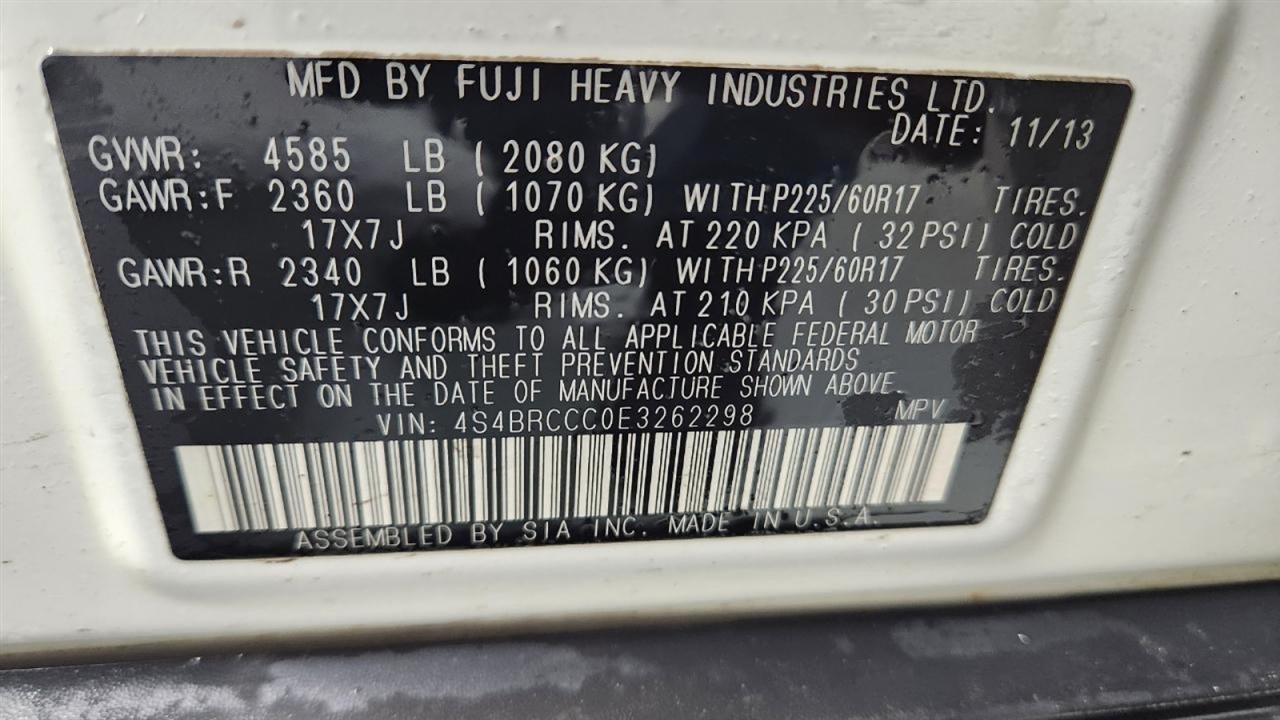 MFD BY FUJI HEAVY INDUSTRIES LTD.
DATE: 11/13
GVWR: 4585 LB ( 2080 KG)
GAWR:F 2360 LB ( 1070 KG) WITH P225/60R17 TIRES.
17X7J RIMS. AT 220 KPA ( 32 PSI) COLD
GAWR:R 2340 LB ( 1060 KG) WITH P225/60R17 TIRES.
17X7J RIMS. AT 210 KPA ( 30 PSI) COLD
THIS VEHICLE CONFORMS TO ALL APPLICABLE FEDERAL MOTOR
VEHICLE SAFETY AND THEFT PREVENTION STANDARDS
IN EFFECT ON THE DATE OF MANUFACTURE SHOWN ABOVE.
VIN: 4S4BRCCC0E3262298 MPV
ASSEMBLED BY SIA INC. MADE IN U.S.A.